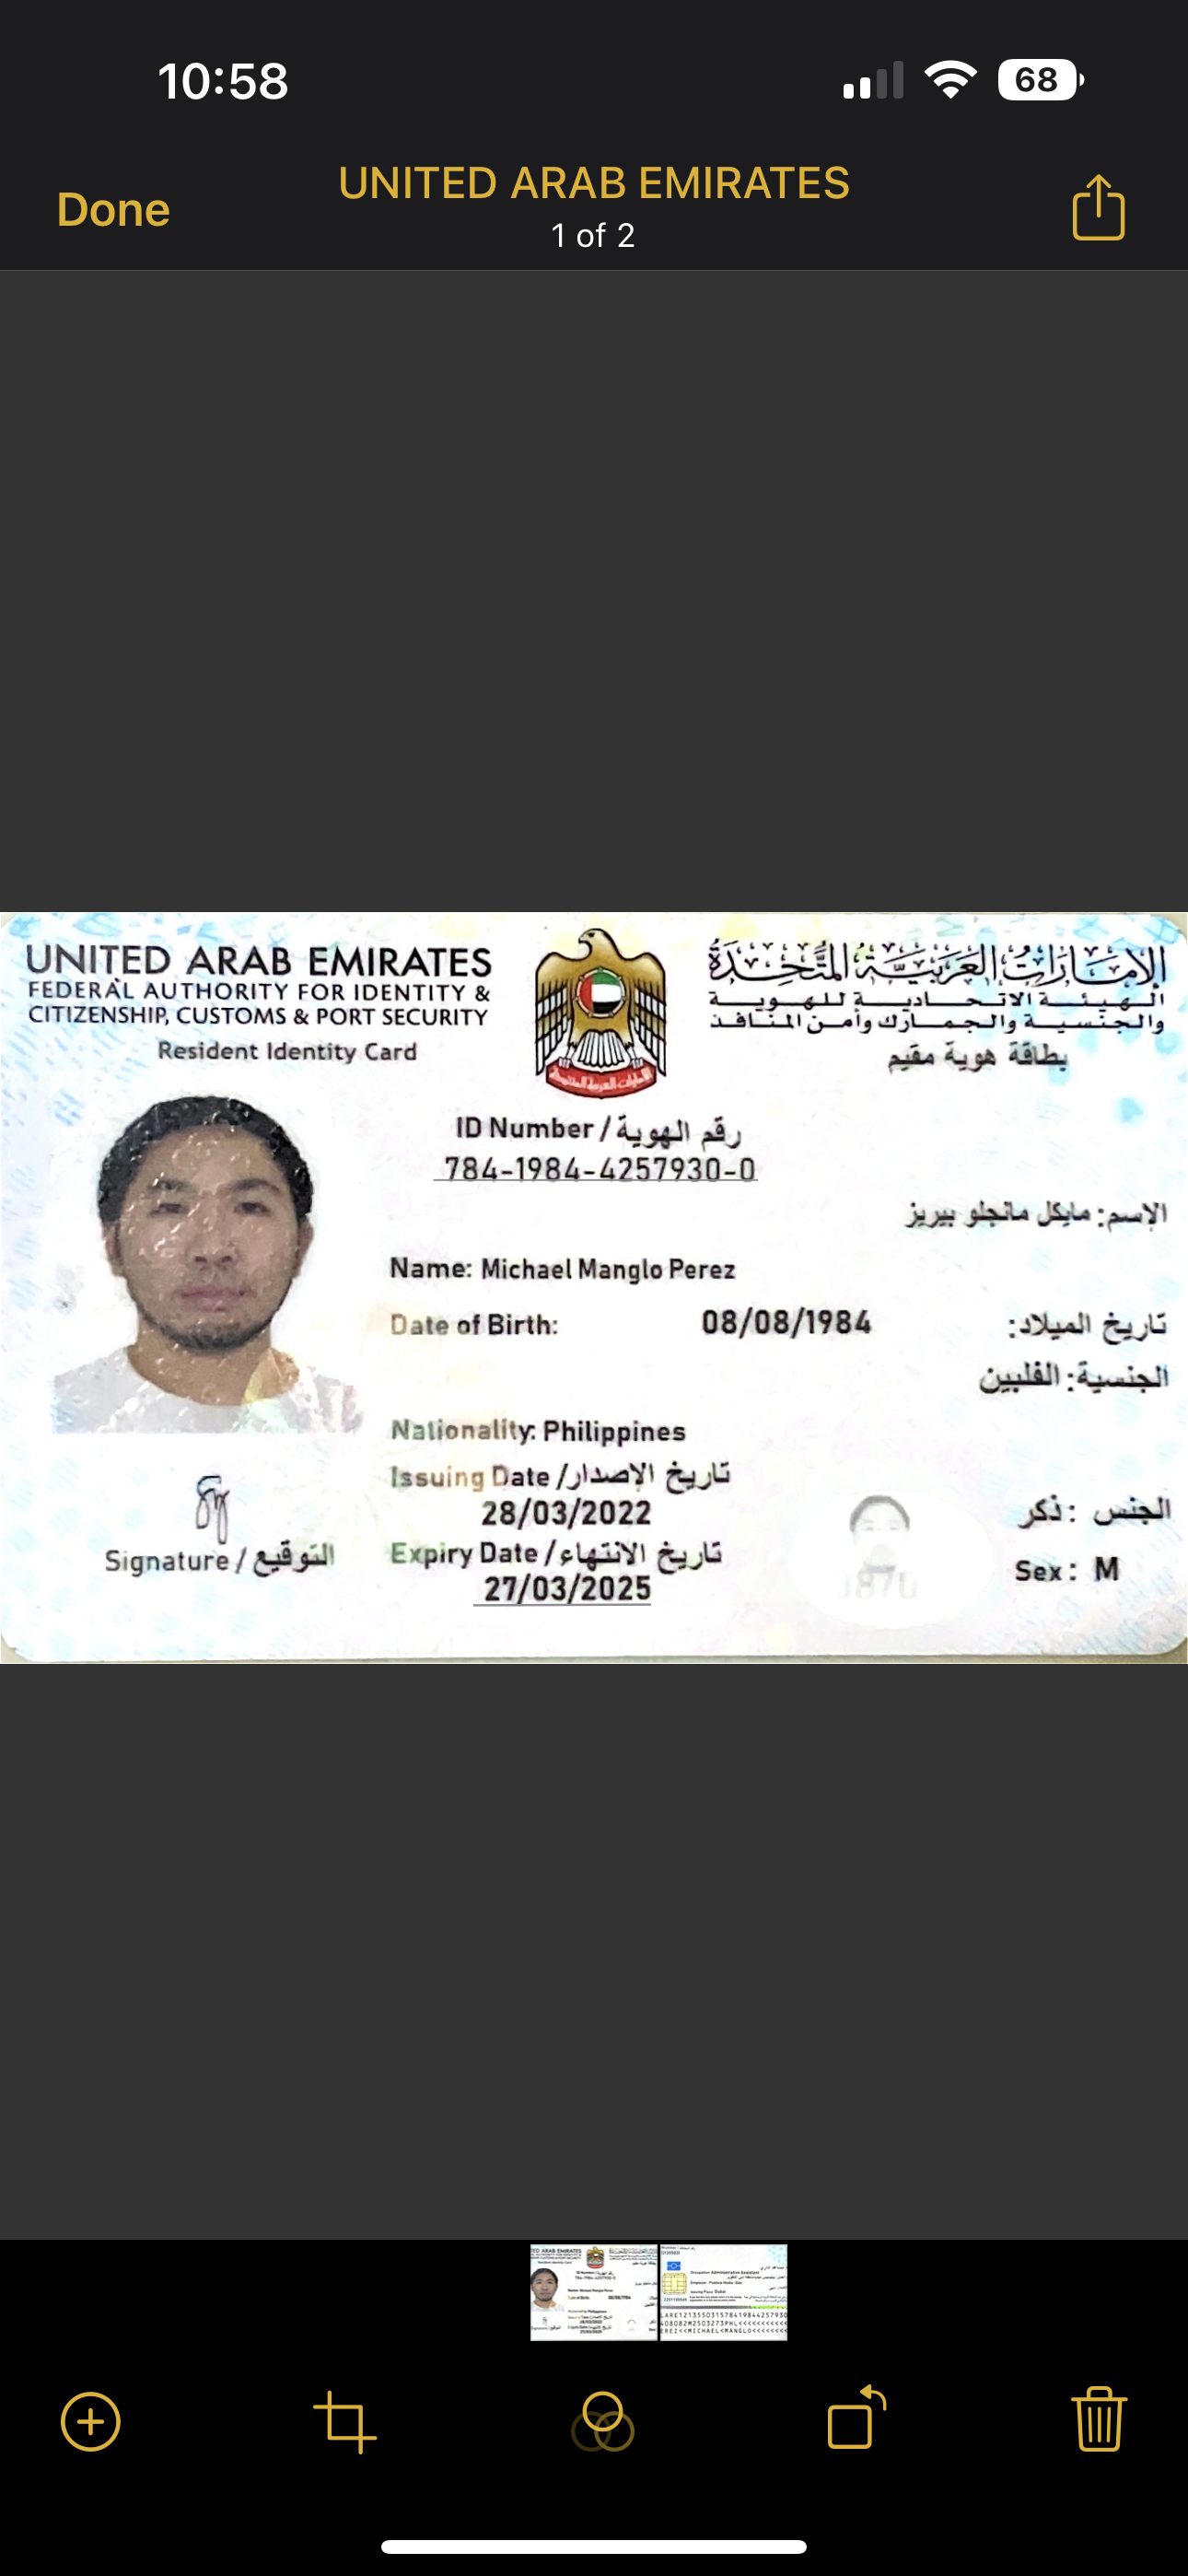 10:58
68
Done
UNITED ARAB EMIRATES
1 of 2
UNITED ARAB EMIRATES
FEDERAL AUTHORITY FOR IDENTITY &
CITIZENSHIP, CUSTOMS & PORT SECURITY
Resident Identity Card
الإمارات العربية المتحدة
الهيئة الاتحادية للهوية
والجنسية والجمارك وأمن المنافذ
بطاقة هوية مقيم
ID Number / رقم الهوية
784-1984-4257930-0
الإسم: مايكل مانجلو بيريز
Name: Michael Manglo Perez
Date of Birth: 08/08/1984 تاريخ الميلاد:
الجنسية: الفلبين
Nationality: Philippines
Issuing Date / تاريخ الإصدار
28/03/2022
الجنس : ذكر
Signature / التوقيع
Expiry Date / تاريخ الانتهاء
27/03/2025
Sex: M